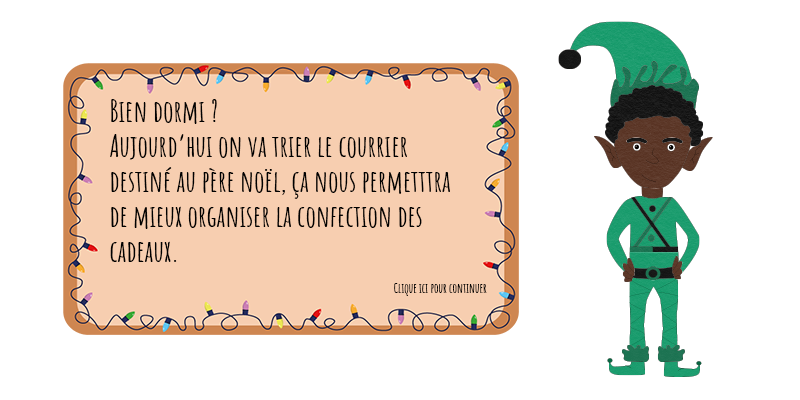 Bien dormi ?
Aujourd'hui on va trier le courrier
destiné au père noël, ça nous permetttra
de mieux organiser la confection des
cadeaux.
Clique ici pour continuer